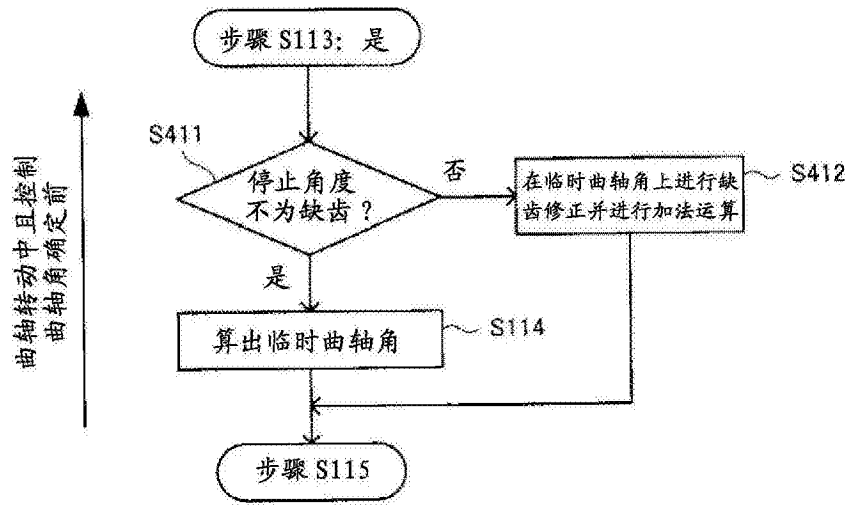 步骤 S113：是
S411
停止角度
不为缺齿？
否
在临时曲轴角上进行缺
齿修正并进行加法运算
S412
是
算出临时曲轴角
S114
步骤 S115
曲轴转动中且控制
曲轴角确定前